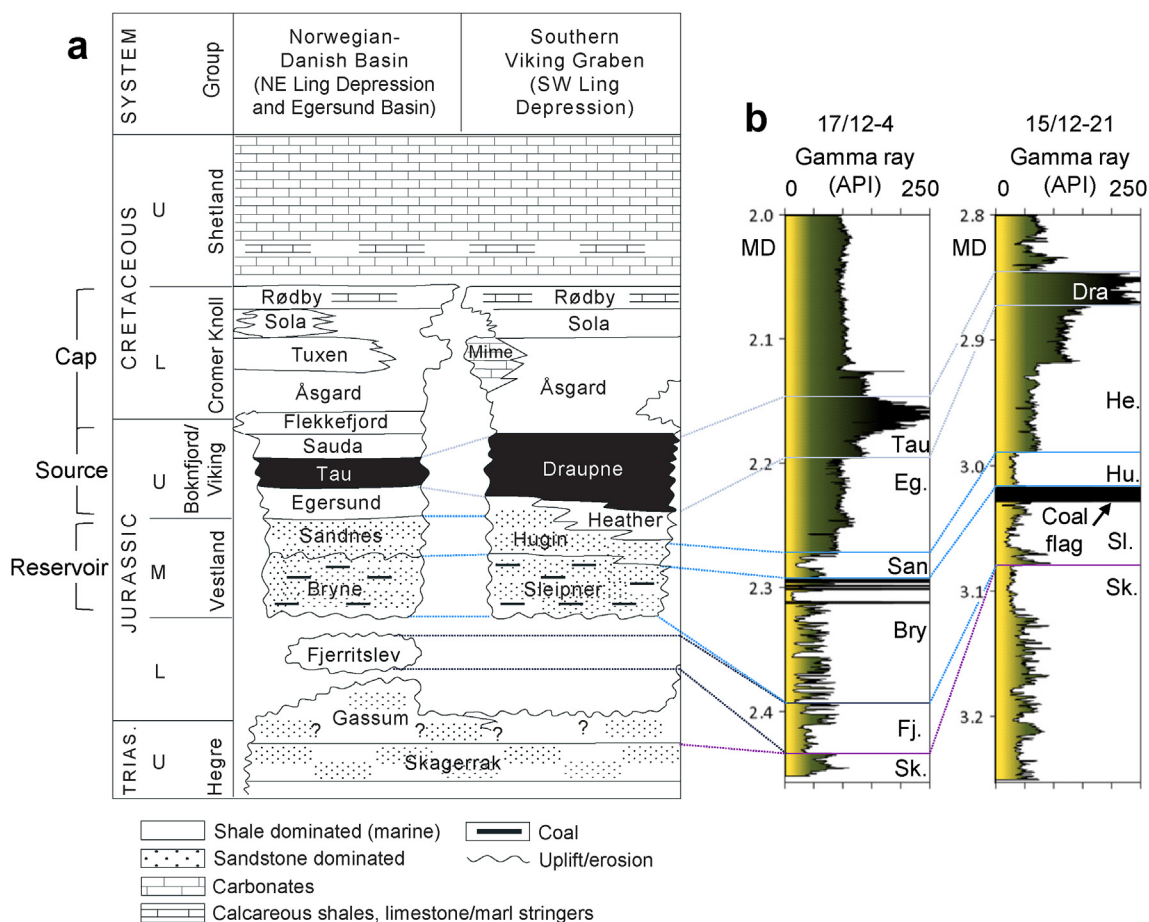 a
SYSTEM
Group
Norwegian-
Danish Basin
(NE Ling Depression
and Egersund Basin)
Southern
Viking Graben
(SW Ling
Depression)
CRETACEOUS
U
Shetland
Cap
L
Cromer Knoll
Rødby
Rødby
Sola
Sola
Tuxen
Mime
Åsgard
Åsgard
Flekkefjord
Source
JURASSIC
U
Boknfjord/
Viking
Sauda
Tau
Draupne
Egersund
Heather
Reservoir
M
Vestland
Sandnes
Hugin
Bryne
Sleipner
L
Fjerritslev
Gassum
? ? ? ?
TRIAS.
U
Hegre
Skagerrak
Shale dominated (marine)
Coal
Sandstone dominated
Uplift/erosion
Carbonates
Calcareous shales, limestone/marl stringers
b
17/12-4
Gamma ray
0 (API) 250
2.0
MD
2.1
Tau
2.2
Eg.
San
2.3
Bry
2.4
Fj.
Sk.
15/12-21
Gamma ray
0 (API) 250
2.8
MD
Dra
2.9
He.
3.0
Hu.
Coal
flag
Sl.
Sk.
3.1
3.2